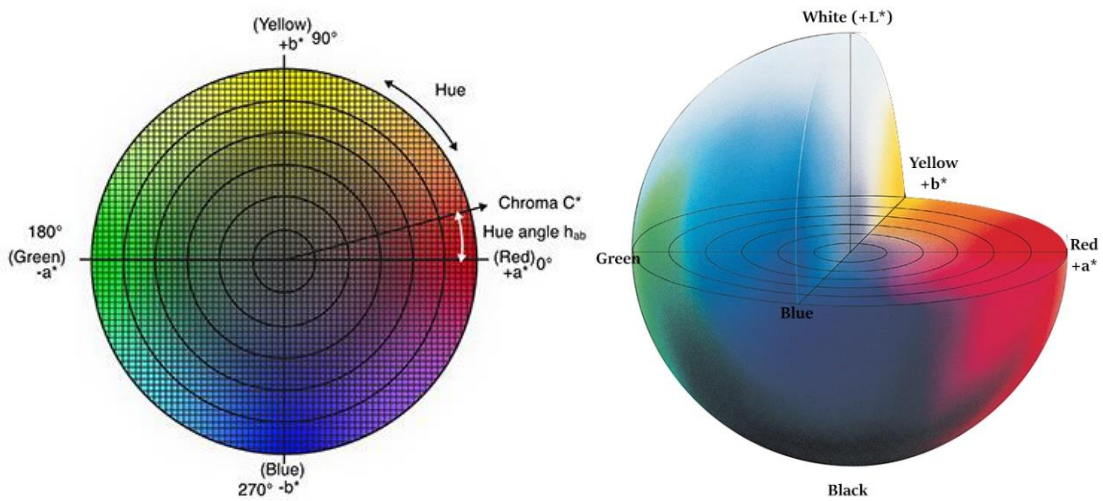 (Yellow)
+b* 90°
Hue
Chroma C*
Hue angle hab
180°
(Green)
-a*
(Red) 0°
+a*
(Blue)
270° -b*
White (+L*)
Yellow
+b*
Green
Red
+a*
Blue
Black